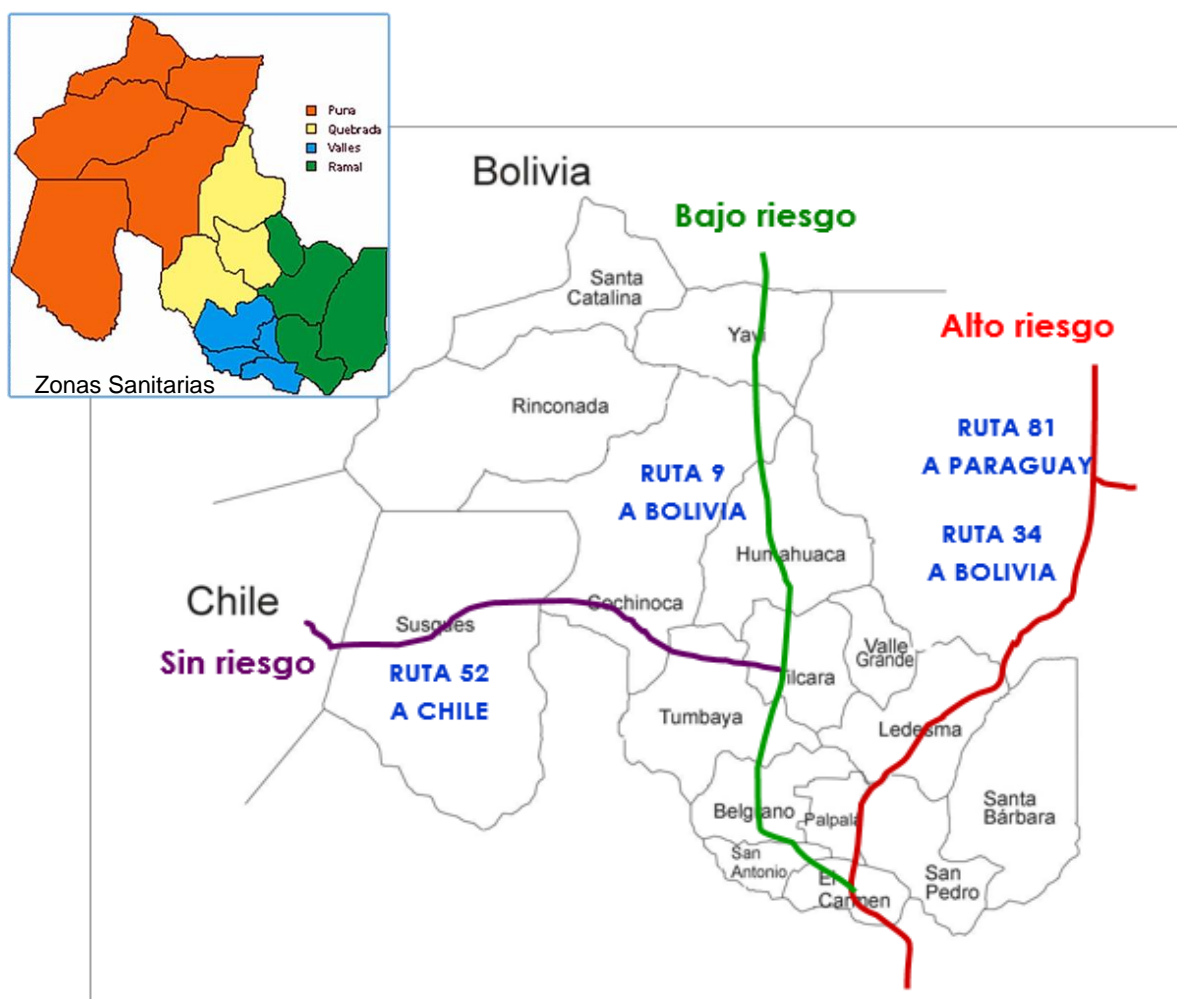 Puna
Quebrada
Valles
Ramal
Zonas Sanitarias
Bolivia
Bajo riesgo
Santa
Catalina
Yavi
Alto riesgo
Rinconada
RUTA 81
A PARAGUAY
RUTA 9
A BOLIVIA
RUTA 34
A BOLIVIA
Humahuaca
Chile
Cochinoca
Susques
Sin riesgo
RUTA 52
A CHILE
Valle
Grande
Tilcara
Tumbaya
Ledesma
Belgrano
Palpalá
Santa
Bárbara
San
Antonio
El
Carmen
San
Pedro